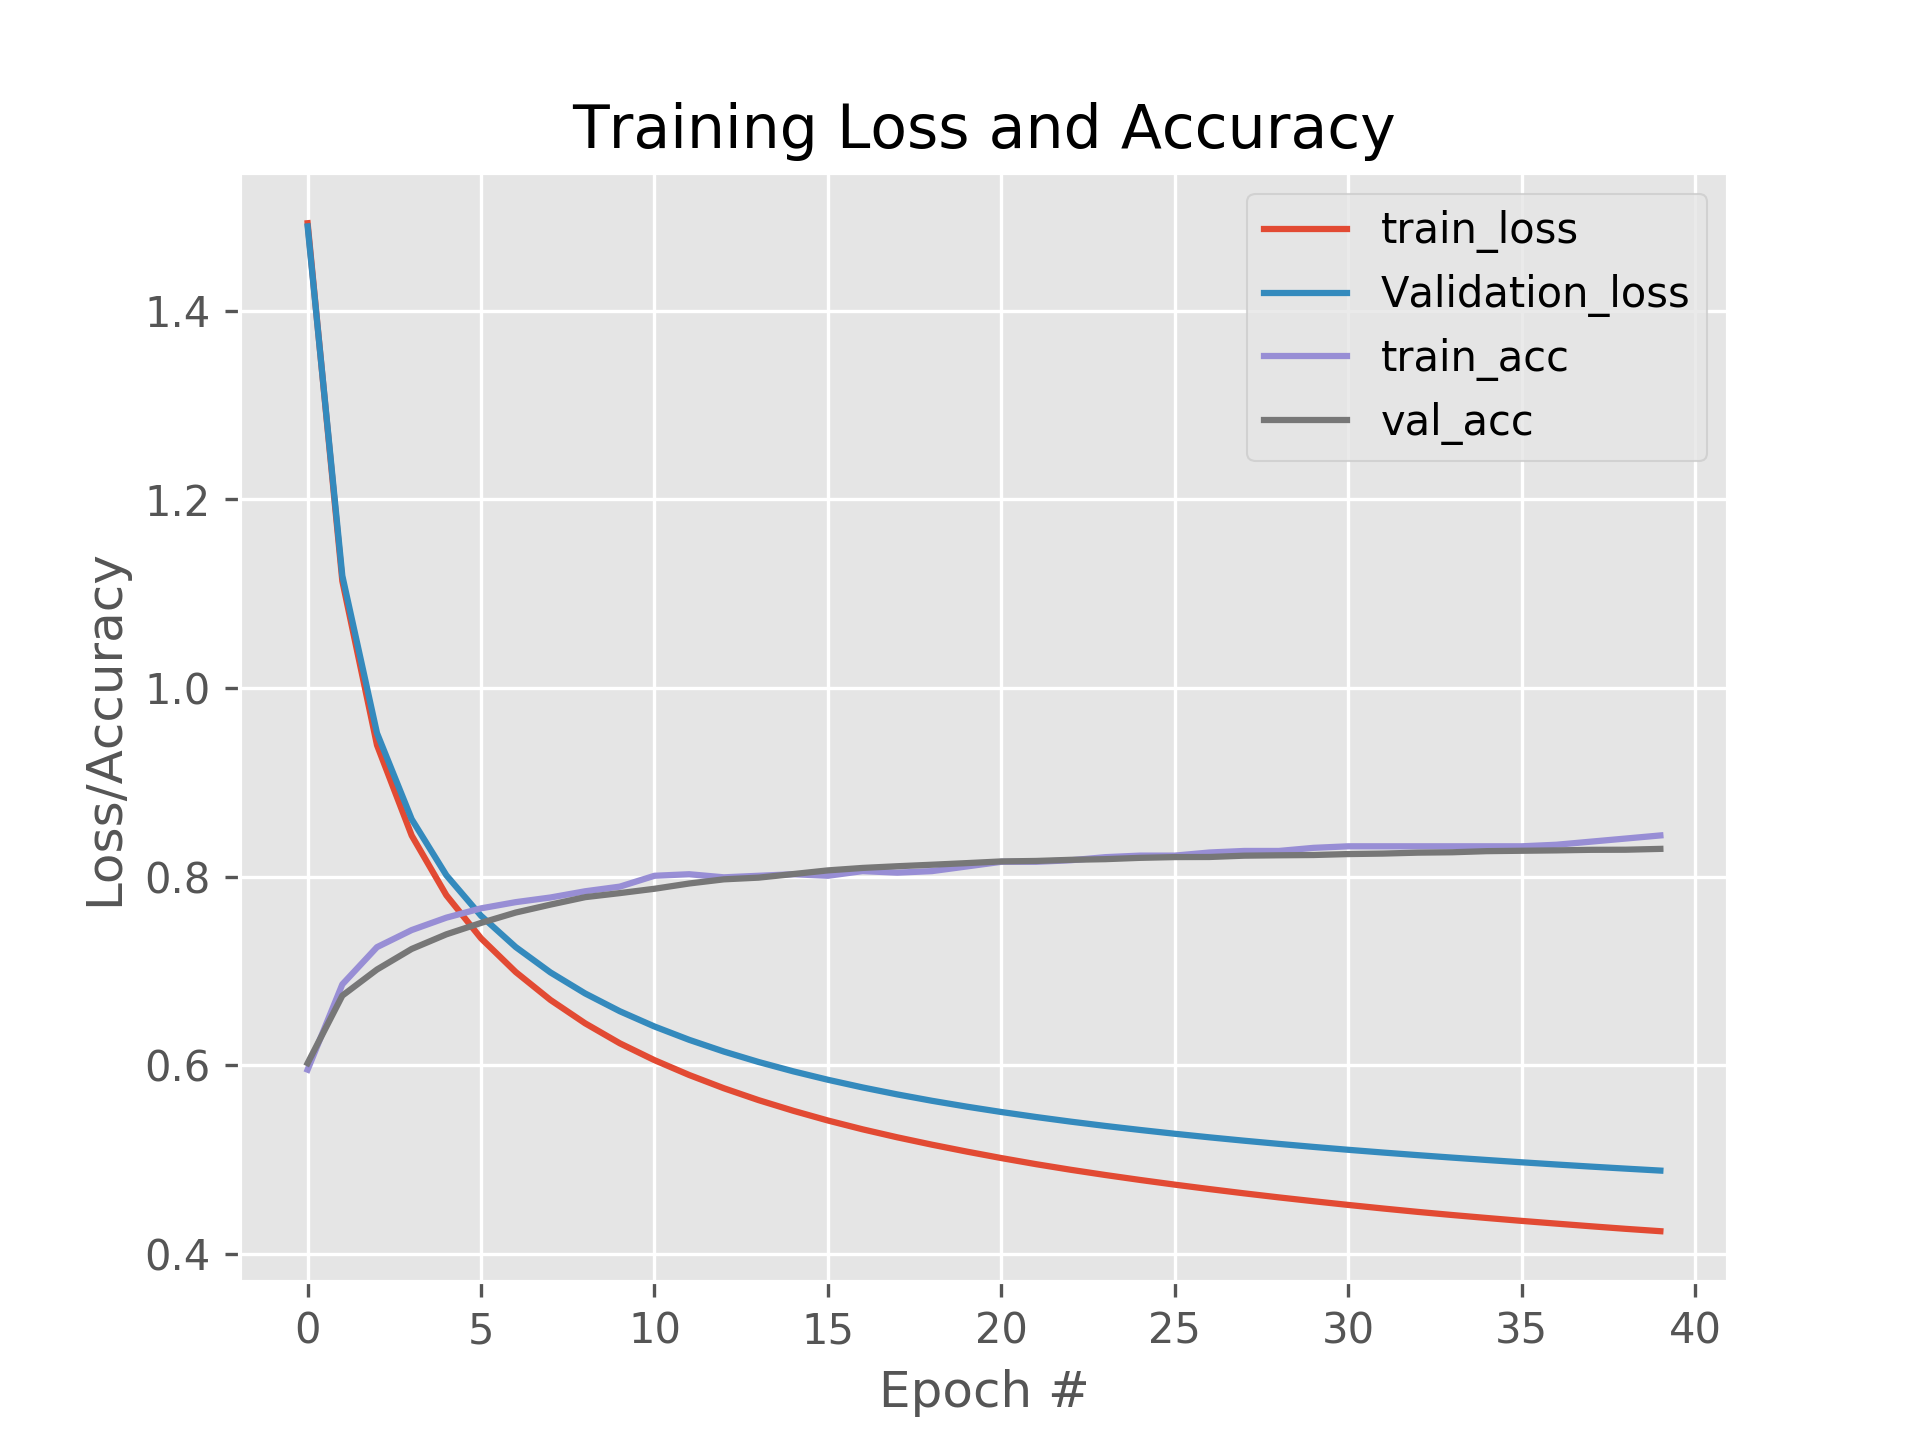 Training Loss and Accuracy
train_loss
Validation_loss
train_acc
val_acc
Loss/Accuracy
1.4
1.2
1.0
0.8
0.6
0.4
0 5 10 15 20 25 30 35 40
Epoch #